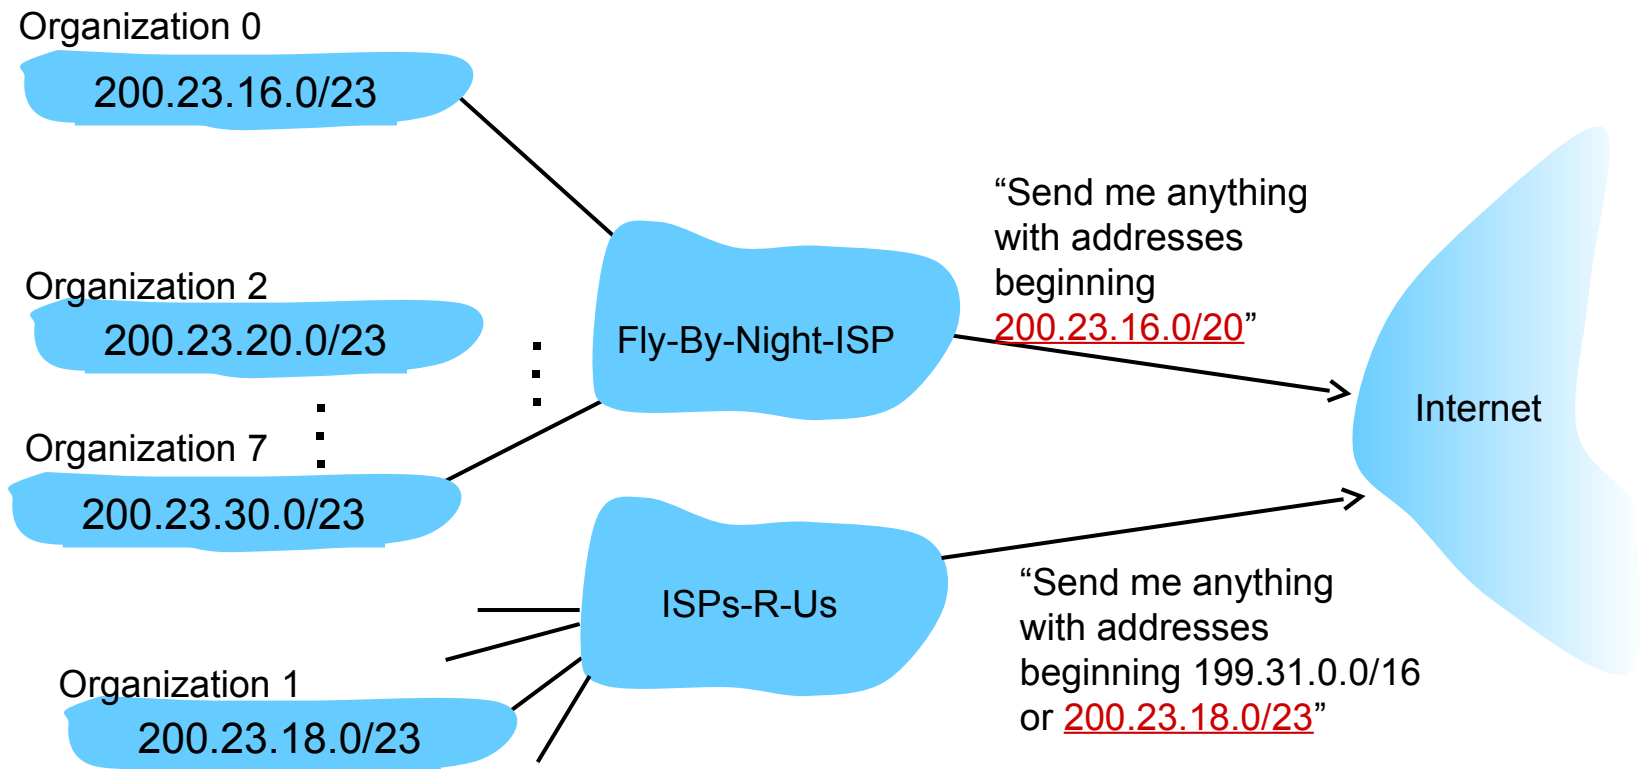 Organization 0
200.23.16.0/23
Organization 2
200.23.20.0/23
Organization 7
200.23.30.0/23
Organization 1
200.23.18.0/23
Fly-By-Night-ISP
ISPs-R-Us
“Send me anything
with addresses
beginning
200.23.16.0/20”
“Send me anything
with addresses
beginning 199.31.0.0/16
or 200.23.18.0/23”
Internet